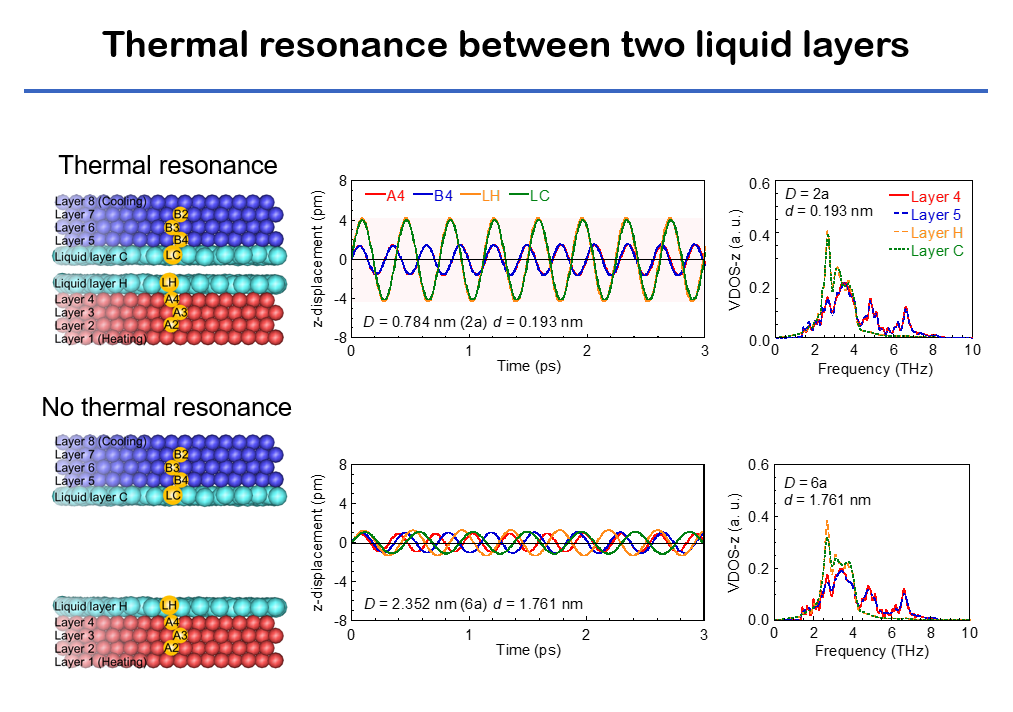 Thermal resonance between two liquid layers
Thermal resonance
Layer 8 (Cooling)
Layer 7
Layer 6
Layer 5
Liquid layer C
B2
B3
B4
LC
Liquid layer H
Layer 4
Layer 3
Layer 2
Layer 1 (Heating)
LH
A4
A3
A2
z-displacement (pm)
8
4
0
-4
-8
A4 B4 LH LC
D = 0.784 nm (2a) d = 0.193 nm
0 1 2 3
Time (ps)
VDOS-z (a. u.)
0.6
0.4
0.2
0.0
D = 2a
d = 0.193 nm
Layer 4
Layer 5
Layer H
Layer C
0 2 4 6 8 10
Frequency (THz)
No thermal resonance
Layer 8 (Cooling)
Layer 7
Layer 6
Layer 5
Liquid layer C
B2
B3
B4
LC
Liquid layer H
Layer 4
Layer 3
Layer 2
Layer 1 (Heating)
LH
A4
A3
A2
z-displacement (pm)
8
4
0
-4
-8
D = 2.352 nm (6a) d = 1.761 nm
0 1 2 3
Time (ps)
VDOS-z (a. u.)
0.6
0.4
0.2
0.0
D = 6a
d = 1.761 nm
0 2 4 6 8 10
Frequency (THz)